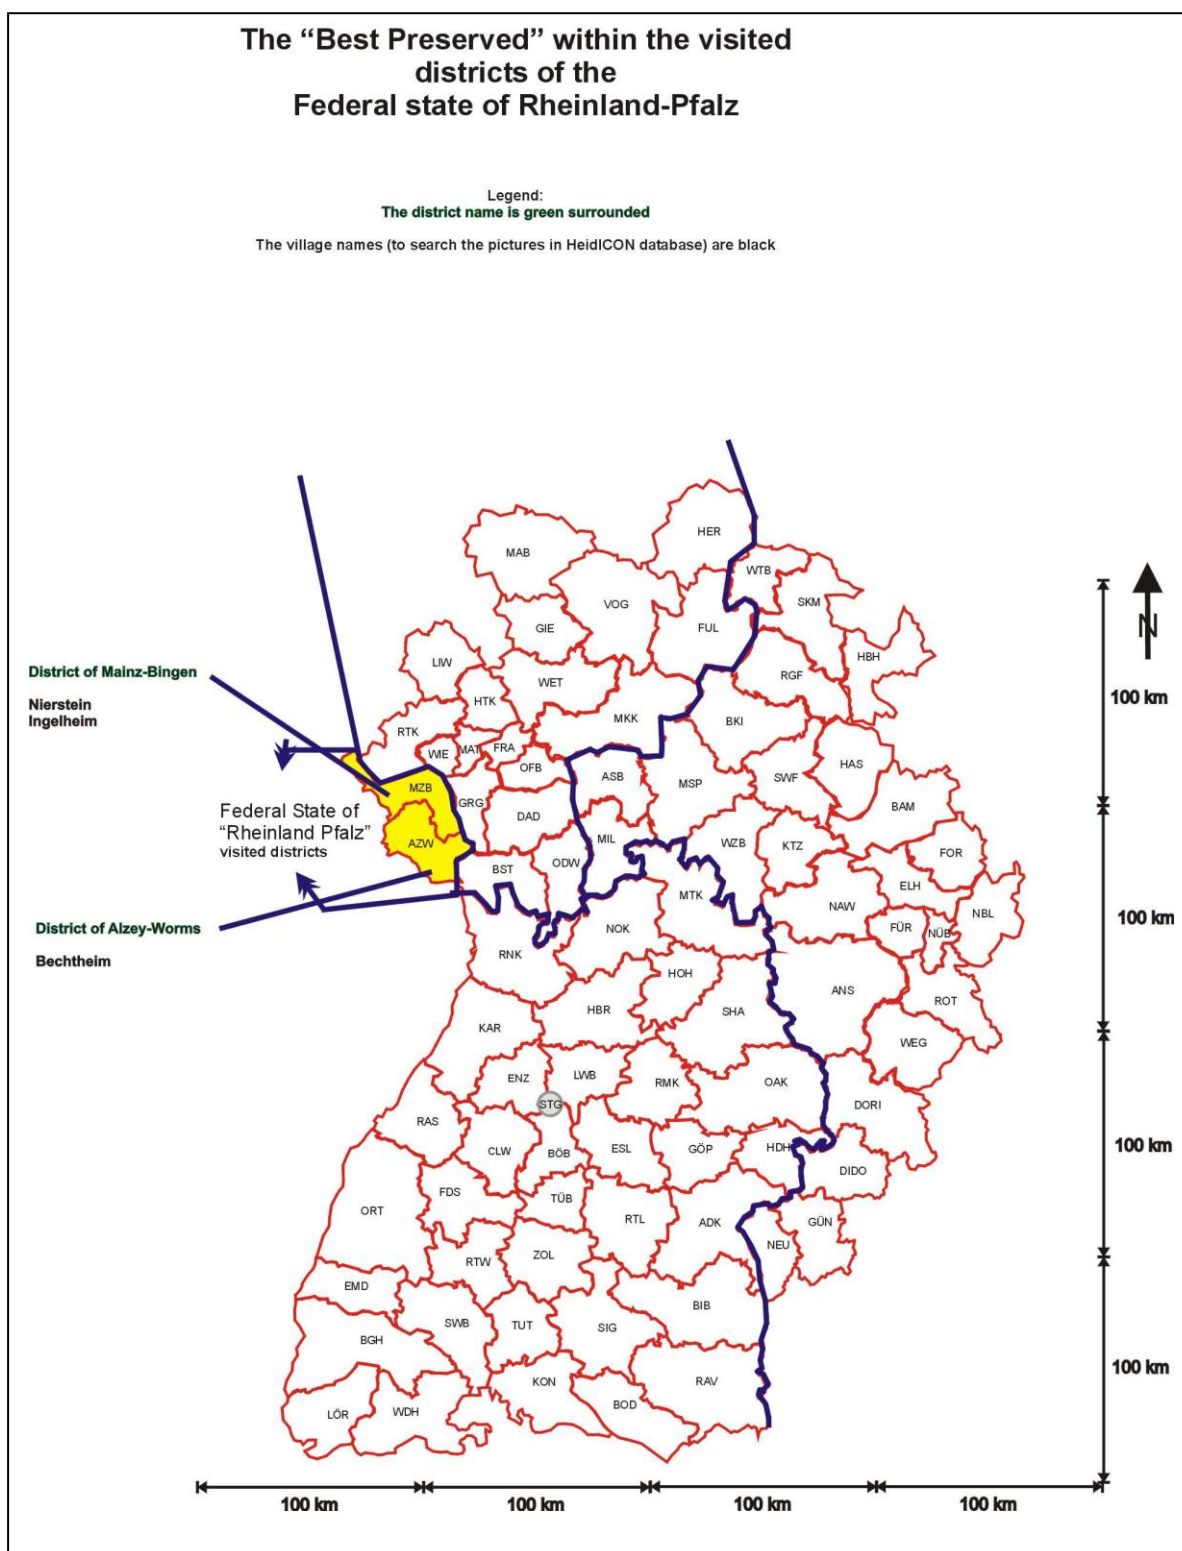 The “Best Preserved” within the visited
districts of the
Federal state of Rheinland-Pfalz
Legend:
The district name is green surrounded
The village names (to search the pictures in HeidICON database) are black
HER
MAB
WTB
SKM
VOG
GIE
FUL
HBH
LIW
District of Mainz-Bingen
WET
RGF
HTK
Nierstein
Ingelheim
100 km
N
MKK
BKI
RTK
WIE
MAT
FRA
OFB
ASB
HAS
MSP
SWF
MZB
GRG
BAM
Federal State of
“Rheinland Pfalz”
visited districts
DAD
AZW
MIL
WZB
KTZ
FOR
BST
ODW
ELH
MTK
NAW
NBL
100 km
District of Alzey-Worms
Bechtheim
NOK
FÜR
NÜB
RNK
HOH
ANS
ROT
HBR
SHA
KAR
WEG
ENZ
LWB
RMK
OAK
STG
DORI
RAS
CLW
BÖB
ESL
GÖP
HDH
100 km
DIDO
FDS
TÜB
ORT
RTL
ADK
GÜN
NEU
RTW
ZOL
EMD
BIB
SWB
TUT
SIG
BGH
100 km
KON
RAV
BOD
LÖR
WDH
100 km
100 km
100 km
100 km